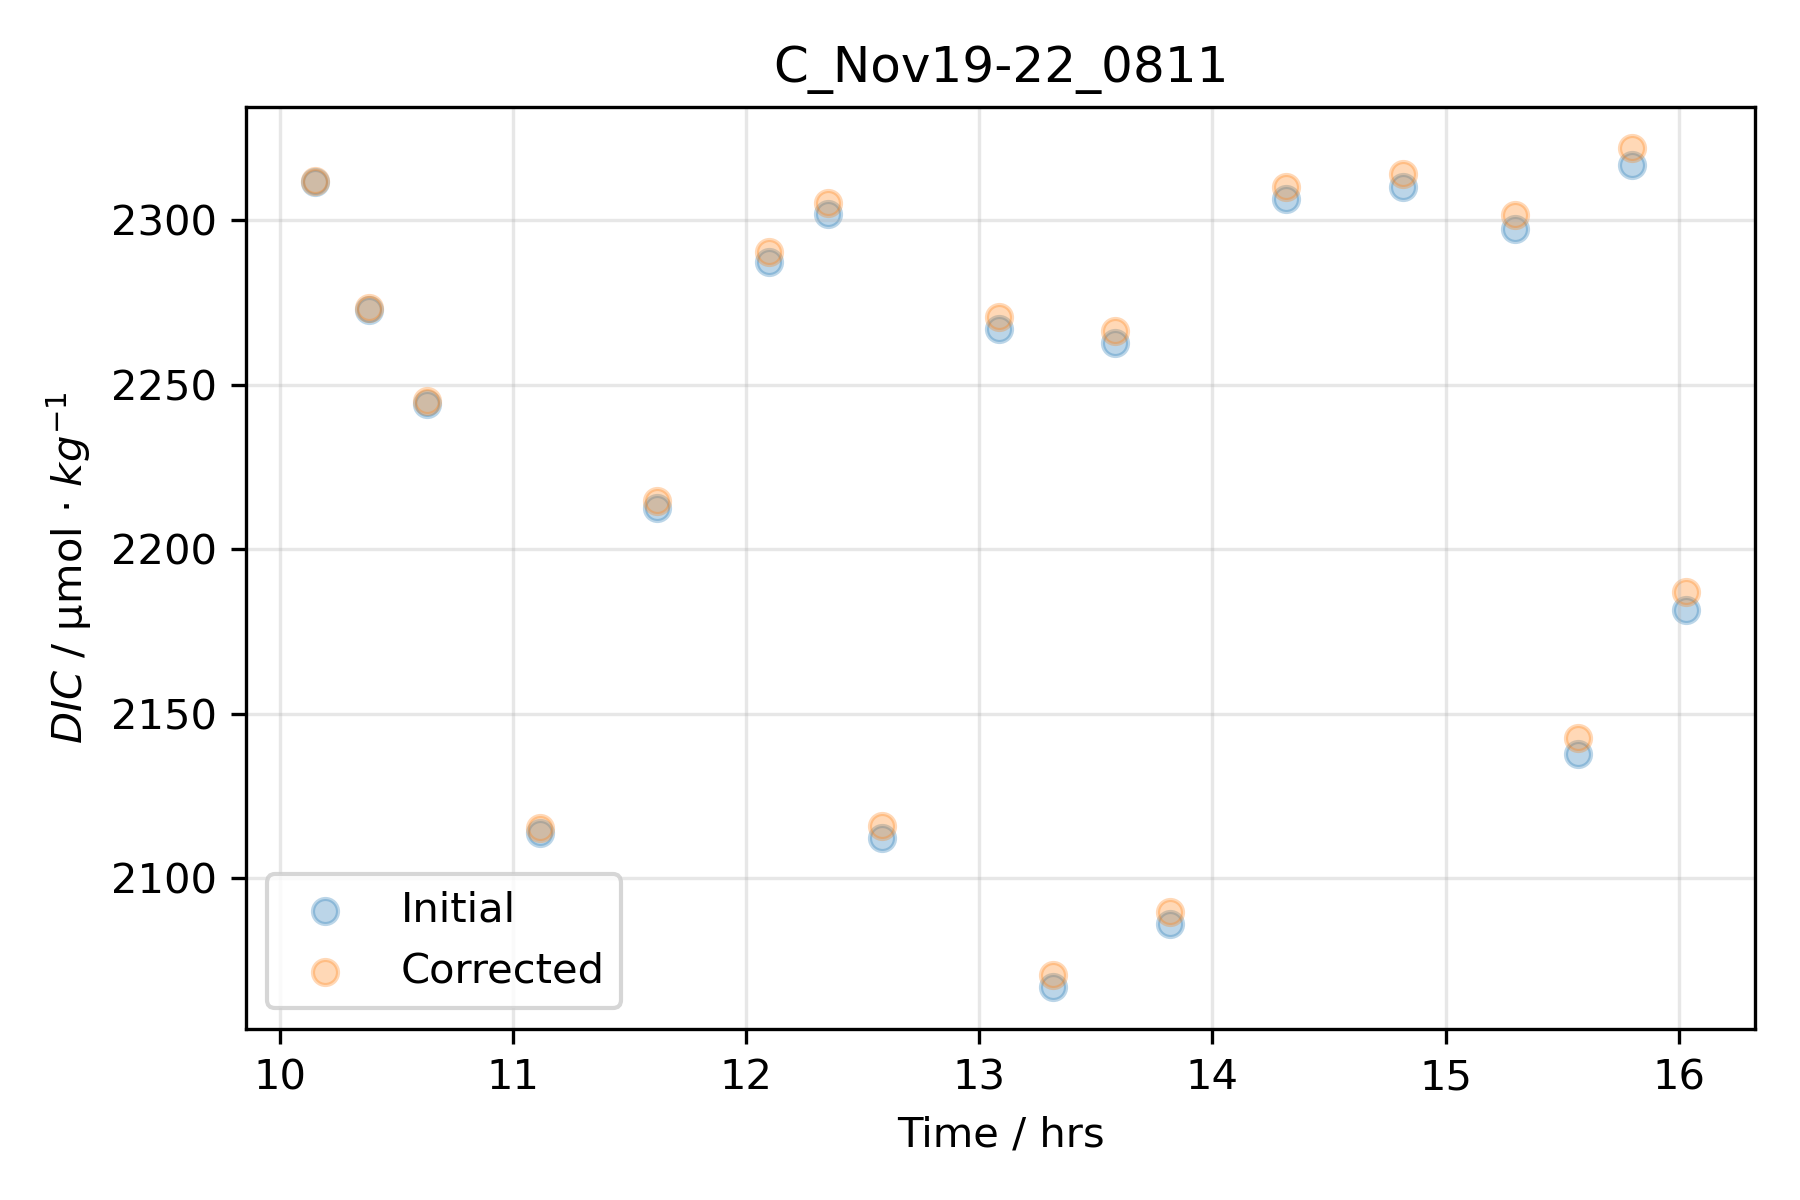 C_Nov19-22_0811
DIC / µmol · kg⁻¹
2300
2250
2200
2150
2100
Initial
Corrected
10 11 12 13 14 15 16
Time / hrs